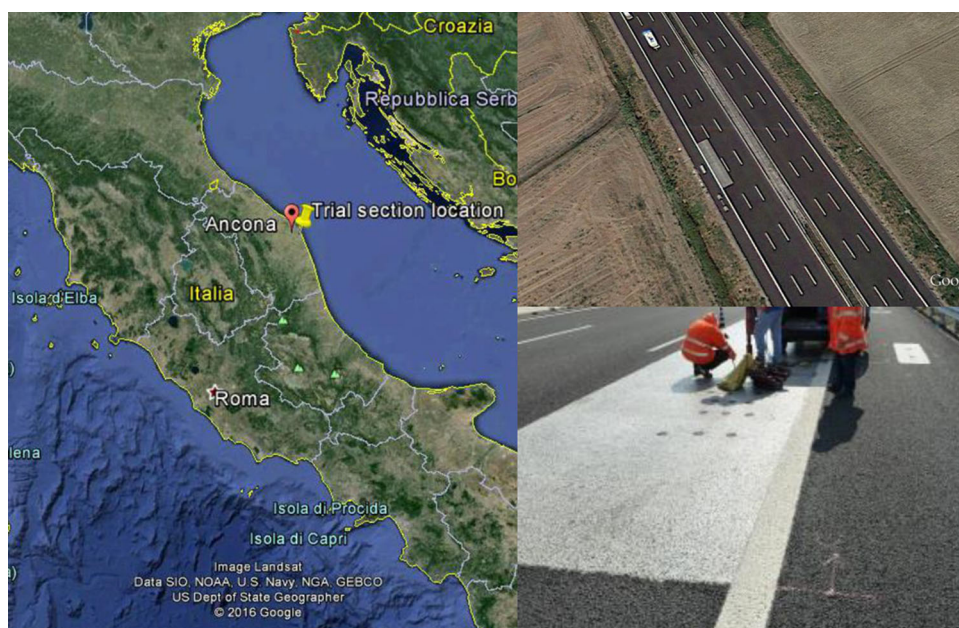 Croazia
Repubblica Serb
Bo
Trial section location
Ancona
Italia
Isola d'Elba
Roma
lena
Isola di Procida
Isola di Capri
a)
Image Landsat
Data SIO, NOAA, U.S. Navy, NGA, GEBCO
US Dept of State Geographer
© 2016 Google
Goo